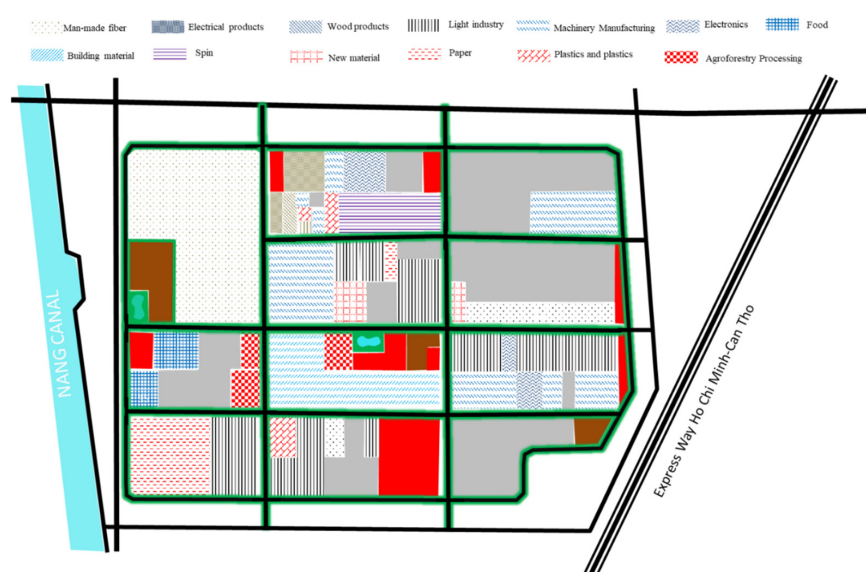 Man-made fiber
Electrical products
Wood products
Light industry
Machinery Manufacturing
Electronics
Food
Building material
Spin
New material
Paper
Plastics and plastics
Agroforestry Processing
NANG CANAL
Express Way Ho Chi Minh-Can Tho